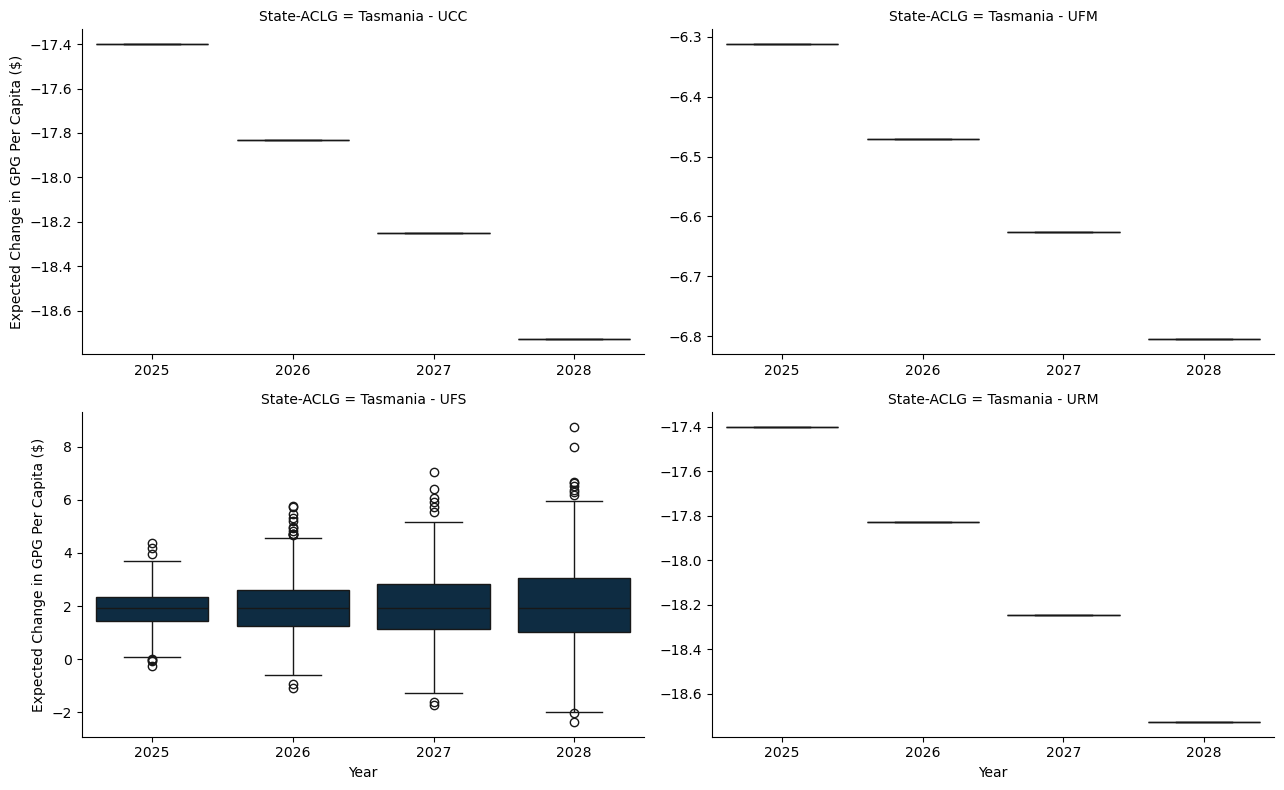 State-ACLG = Tasmania - UCC
Expected Change in GPG Per Capita ($)
−17.4
−17.6
−17.8
−18.0
−18.2
−18.4
−18.6
2025 2026 2027 2028
State-ACLG = Tasmania - UFM
−6.3
−6.4
−6.5
−6.6
−6.7
−6.8
2025 2026 2027 2028
State-ACLG = Tasmania - UFS
Expected Change in GPG Per Capita ($)
8
6
4
2
0
−2
2025 2026 2027 2028
Year
State-ACLG = Tasmania - URM
−17.4
−17.6
−17.8
−18.0
−18.2
−18.4
−18.6
2025 2026 2027 2028
Year